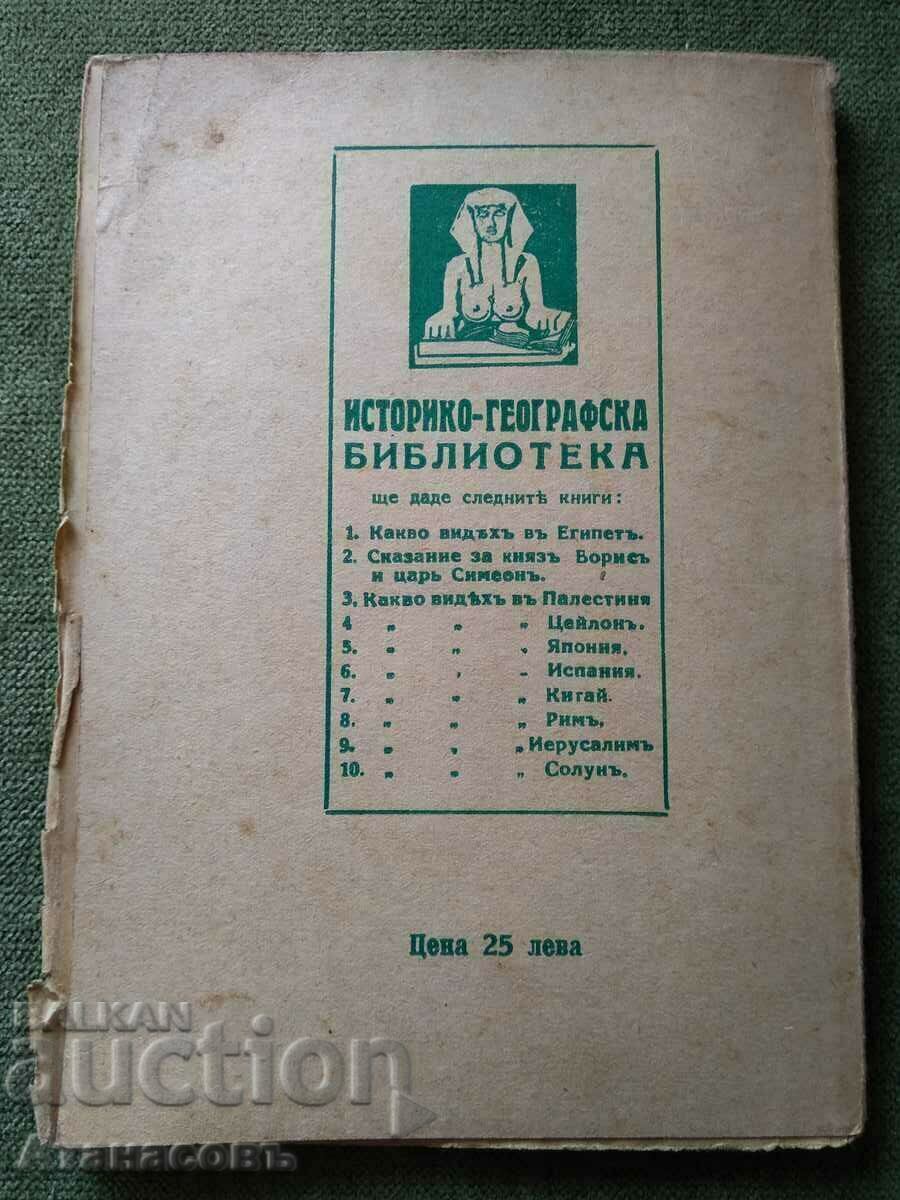 ИСТОРИКО-ГЕОГРАФСКА
БИБЛИОТЕКА
ще даде следнитѣ книги:
1. Какво видѣхъ въ Египетъ.
2. Сказание за князъ Борисъ
и царь Симеонъ.
3. Какво видѣхъ въ Палестина
4 „ „ „ Цейлонъ.
5. „ „ „ Япония.
6. „ „ „ Испания.
7. „ „ „ Китай.
8. „ „ „ Римъ.
9. „ „ „ Иерусалимъ
10. „ „ „ Солунъ.
Цена 25 лева
BALKAN
auction
Атанасовъ